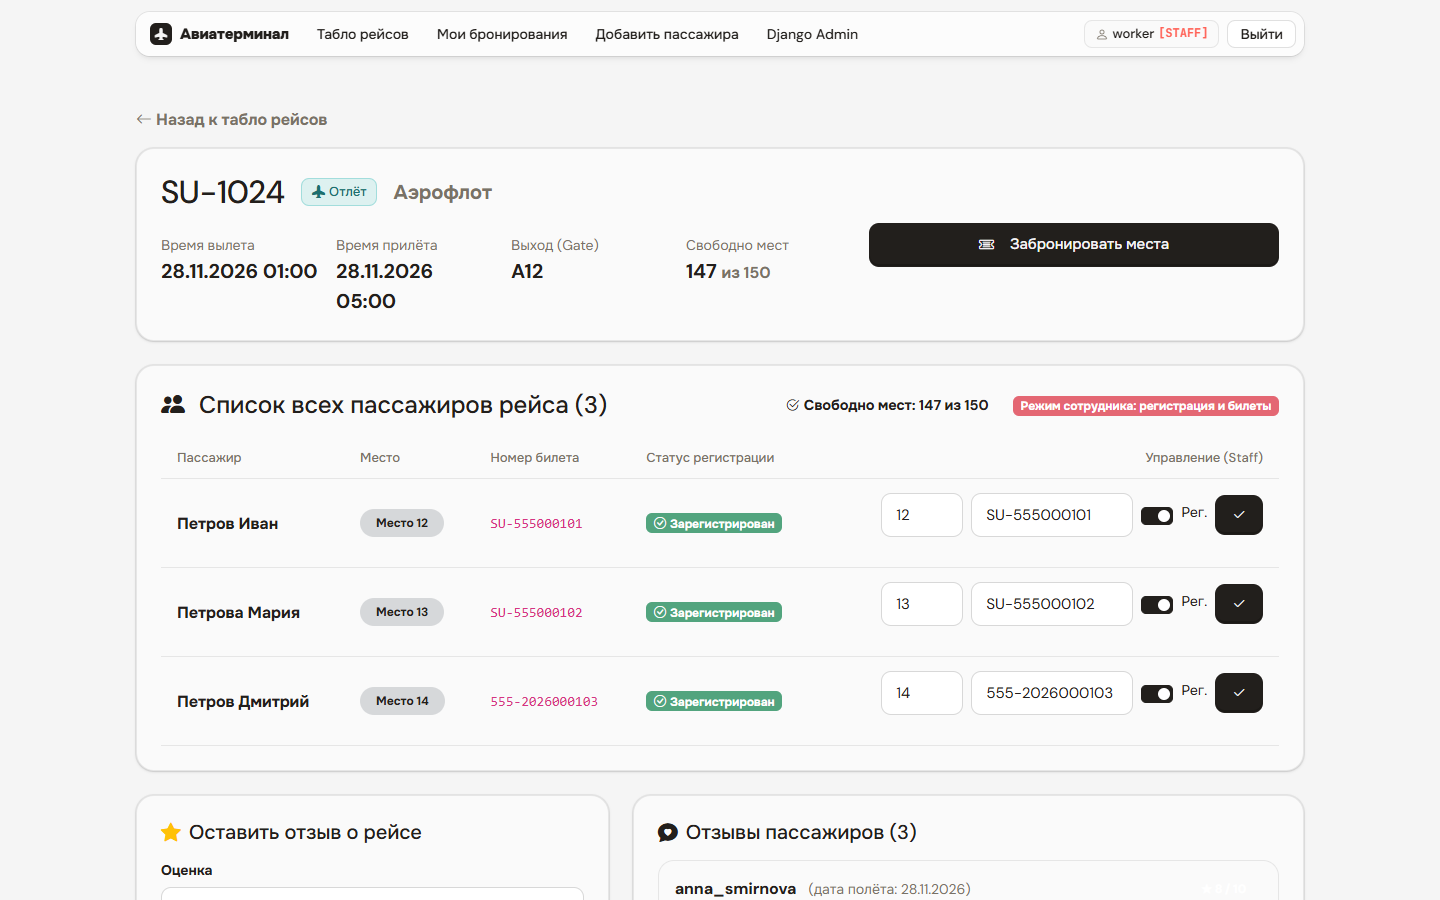 Авиатерминал Табло рейсов Мои бронирования Добавить пассажира Django Admin worker [STAFF] Выйти
← Назад к табло рейсов
SU-1024 Отлёт Аэрофлот
Время вылета Время прилёта Выход (Gate) Свободно мест
28.11.2026 01:00 28.11.2026 05:00 A12 147 из 150
Забронировать места
Список всех пассажиров рейса (3) Свободно мест: 147 из 150 Режим сотрудника: регистрация и билеты
Пассажир Место Номер билета Статус регистрации Управление (Staff)
Петров Иван Место 12 SU-555000101 Зарегистрирован 12 SU-555000101 Рег.
Петрова Мария Место 13 SU-555000102 Зарегистрирован 13 SU-555000102 Рег.
Петров Дмитрий Место 14 555-2026000103 Зарегистрирован 14 555-2026000103 Рег.
Оставить отзыв о рейсе
Оценка
Отзывы пассажиров (3)
anna_smirnova (дата полёта: 28.11.2026)